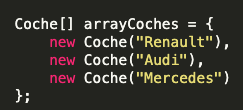 Coche[] arrayCoches = {
    new Coche("Renault"),
    new Coche("Audi"),
    new Coche("Mercedes")
};